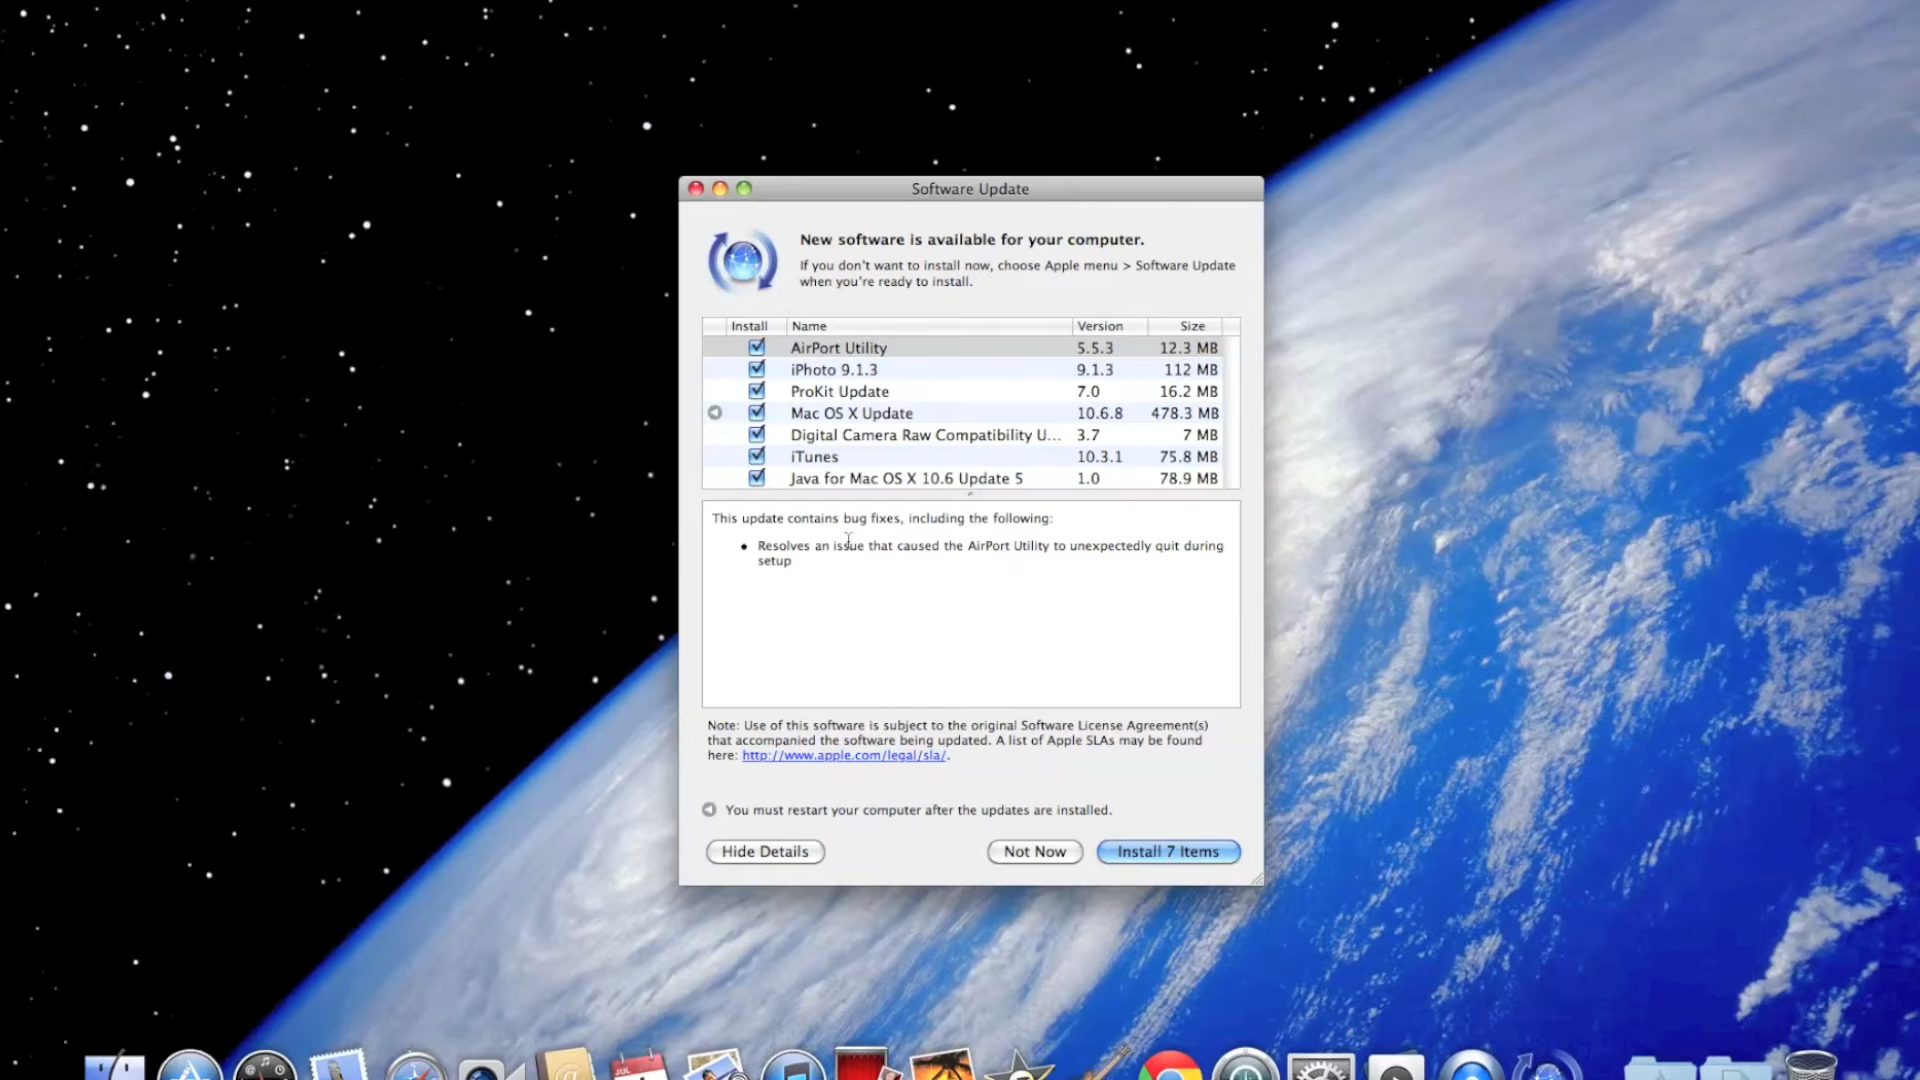 Software Update
New software is available for your computer.
If you don't want to install now, choose Apple menu > Software Update
when you're ready to install.
Install Name Version Size
AirPort Utility 5.5.3 12.3 MB
iPhoto 9.1.3 9.1.3 112 MB
ProKit Update 7.0 16.2 MB
Mac OS X Update 10.6.8 478.3 MB
Digital Camera Raw Compatibility U... 3.7 7 MB
iTunes 10.3.1 75.8 MB
Java for Mac OS X 10.6 Update 5 1.0 78.9 MB
This update contains bug fixes, including the following:
• Resolves an issue that caused the AirPort Utility to unexpectedly quit during
setup
Note: Use of this software is subject to the original Software License Agreement(s)
that accompanied the software being updated. A list of Apple SLAs may be found
here: http://www.apple.com/legal/sla/.
You must restart your computer after the updates are installed.
Hide Details Not Now Install 7 Items
JUL